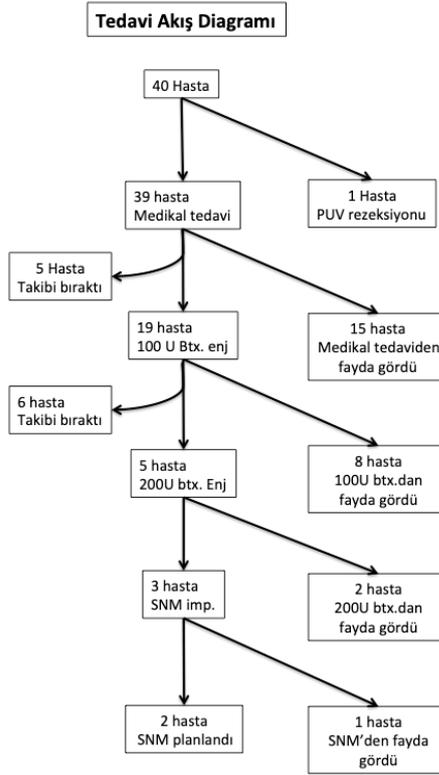 Tedavi Akış Diagramı
40 Hasta
39 hasta
Medikal tedavi
1 Hasta
PUV rezeksiyonu
5 Hasta
Takibi bıraktı
19 hasta
100 U Btx. enj
15 hasta
Medikal tedaviden
fayda gördü
6 hasta
Takibi bıraktı
5 hasta
200U btx. Enj
8 hasta
100U btx.dan
fayda gördü
3 hasta
SNM imp.
2 hasta
200U btx.dan
fayda gördü
2 hasta
SNM planlandı
1 hasta
SNM'den fayda
gördü